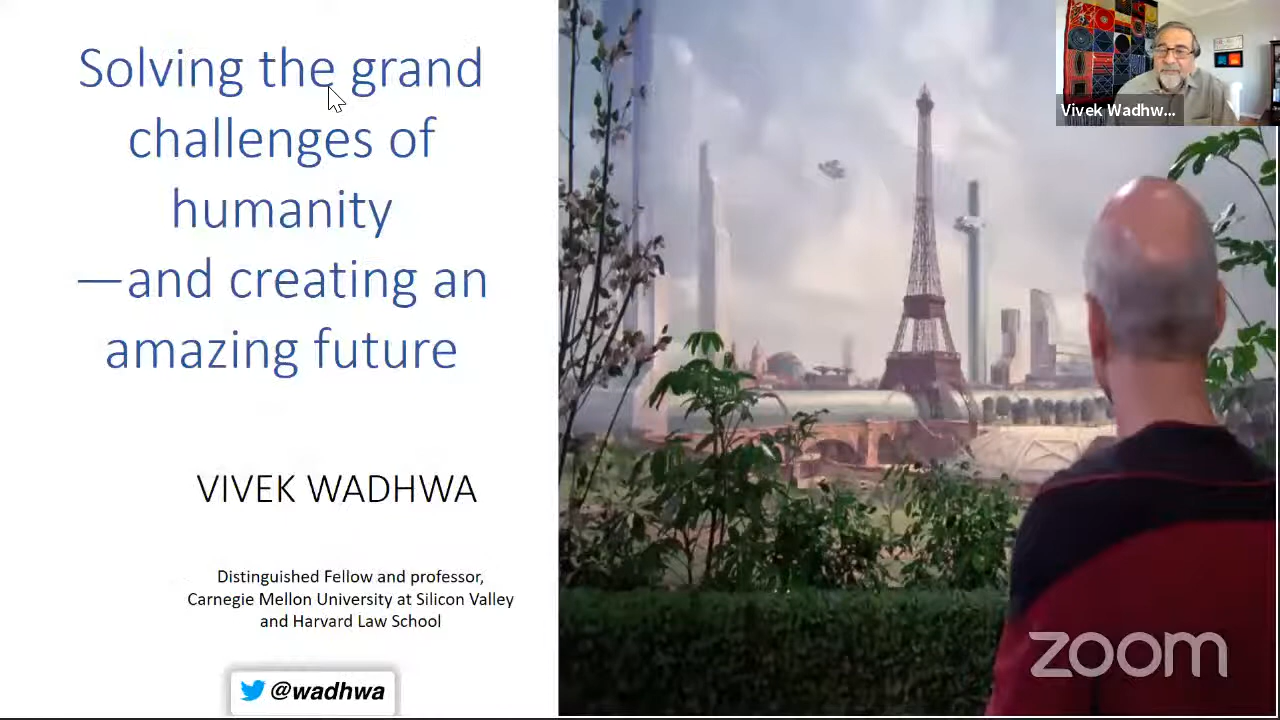 Solving the grand
challenges of
humanity
—and creating an
amazing future
VIVEK WADHWA
Distinguished Fellow and professor,
Carnegie Mellon University at Silicon Valley
and Harvard Law School
@wadhwa
Vivek Wadhw...
zoom